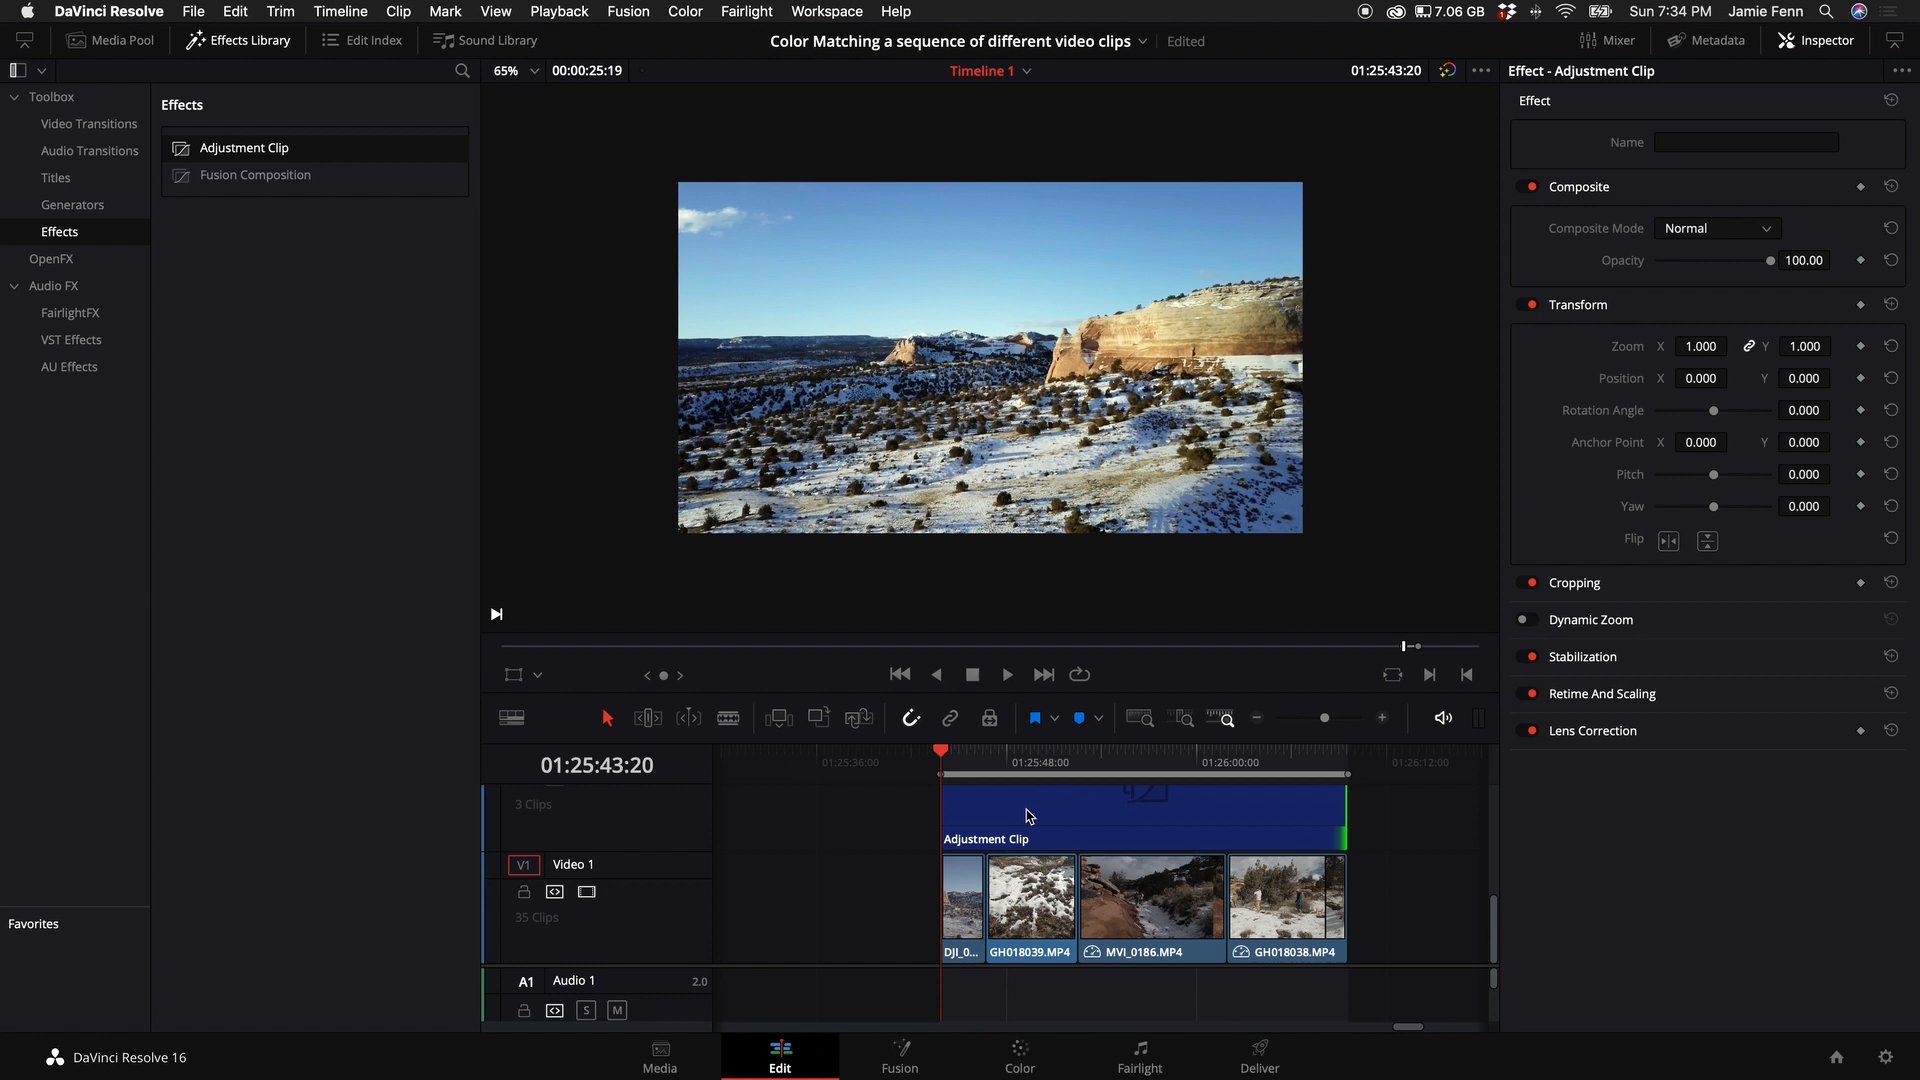 DaVinci Resolve File Edit Trim Timeline Clip Mark View Playback Fusion Color Fairlight Workspace Help 7.06 GB 1 Sun 7:34 PM Jamie Fenn
Media Pool Effects Library Edit Index Sound Library Color Matching a sequence of different video clips Edited Mixer Metadata Inspector
65% 00:00:25:19 Timeline 1 01:25:43:20 Effect - Adjustment Clip
Toolbox
Video Transitions
Audio Transitions
Titles
Generators
Effects
OpenFX
Audio FX
FairlightFX
VST Effects
AU Effects
Favorites
Effects
Adjustment Clip
Fusion Composition
Effect
Name
Composite
Composite Mode Normal
Opacity 100.00
Transform
Zoom X 1.000 Y 1.000
Position X 0.000 Y 0.000
Rotation Angle 0.000
Anchor Point X 0.000 Y 0.000
Pitch 0.000
Yaw 0.000
Flip
Cropping
Dynamic Zoom
Stabilization
Retime And Scaling
Lens Correction
01:25:43:20 01:25:36:00 01:25:48:00 01:26:00:00 01:26:12:00
3 Clips
Adjustment Clip
V1 Video 1
35 Clips
DJI_0... GH018039.MP4 MVI_0186.MP4 GH018038.MP4
A1 Audio 1 2.0
S M
DaVinci Resolve 16
Media Edit Fusion Color Fairlight Deliver